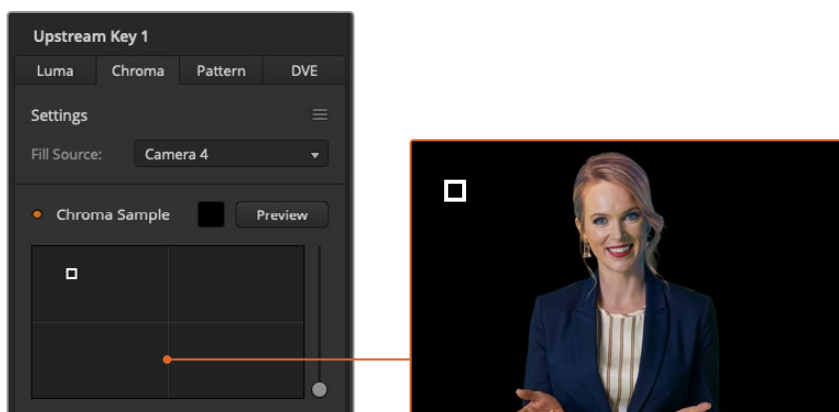 Upstream Key 1
Luma Chroma Pattern DVE
Settings
Fill Source: Camera 4
Chroma Sample Preview